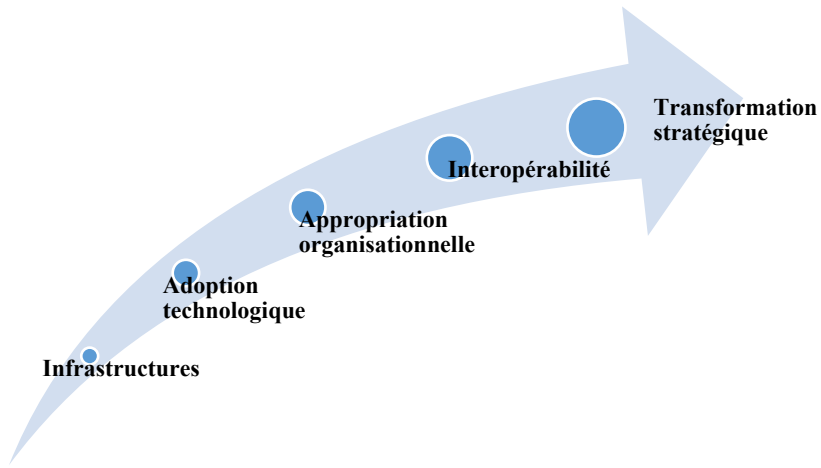 Transformation
stratégique
Interopérabilité
Appropriation
organisationnelle
Adoption
technologique
Infrastructures